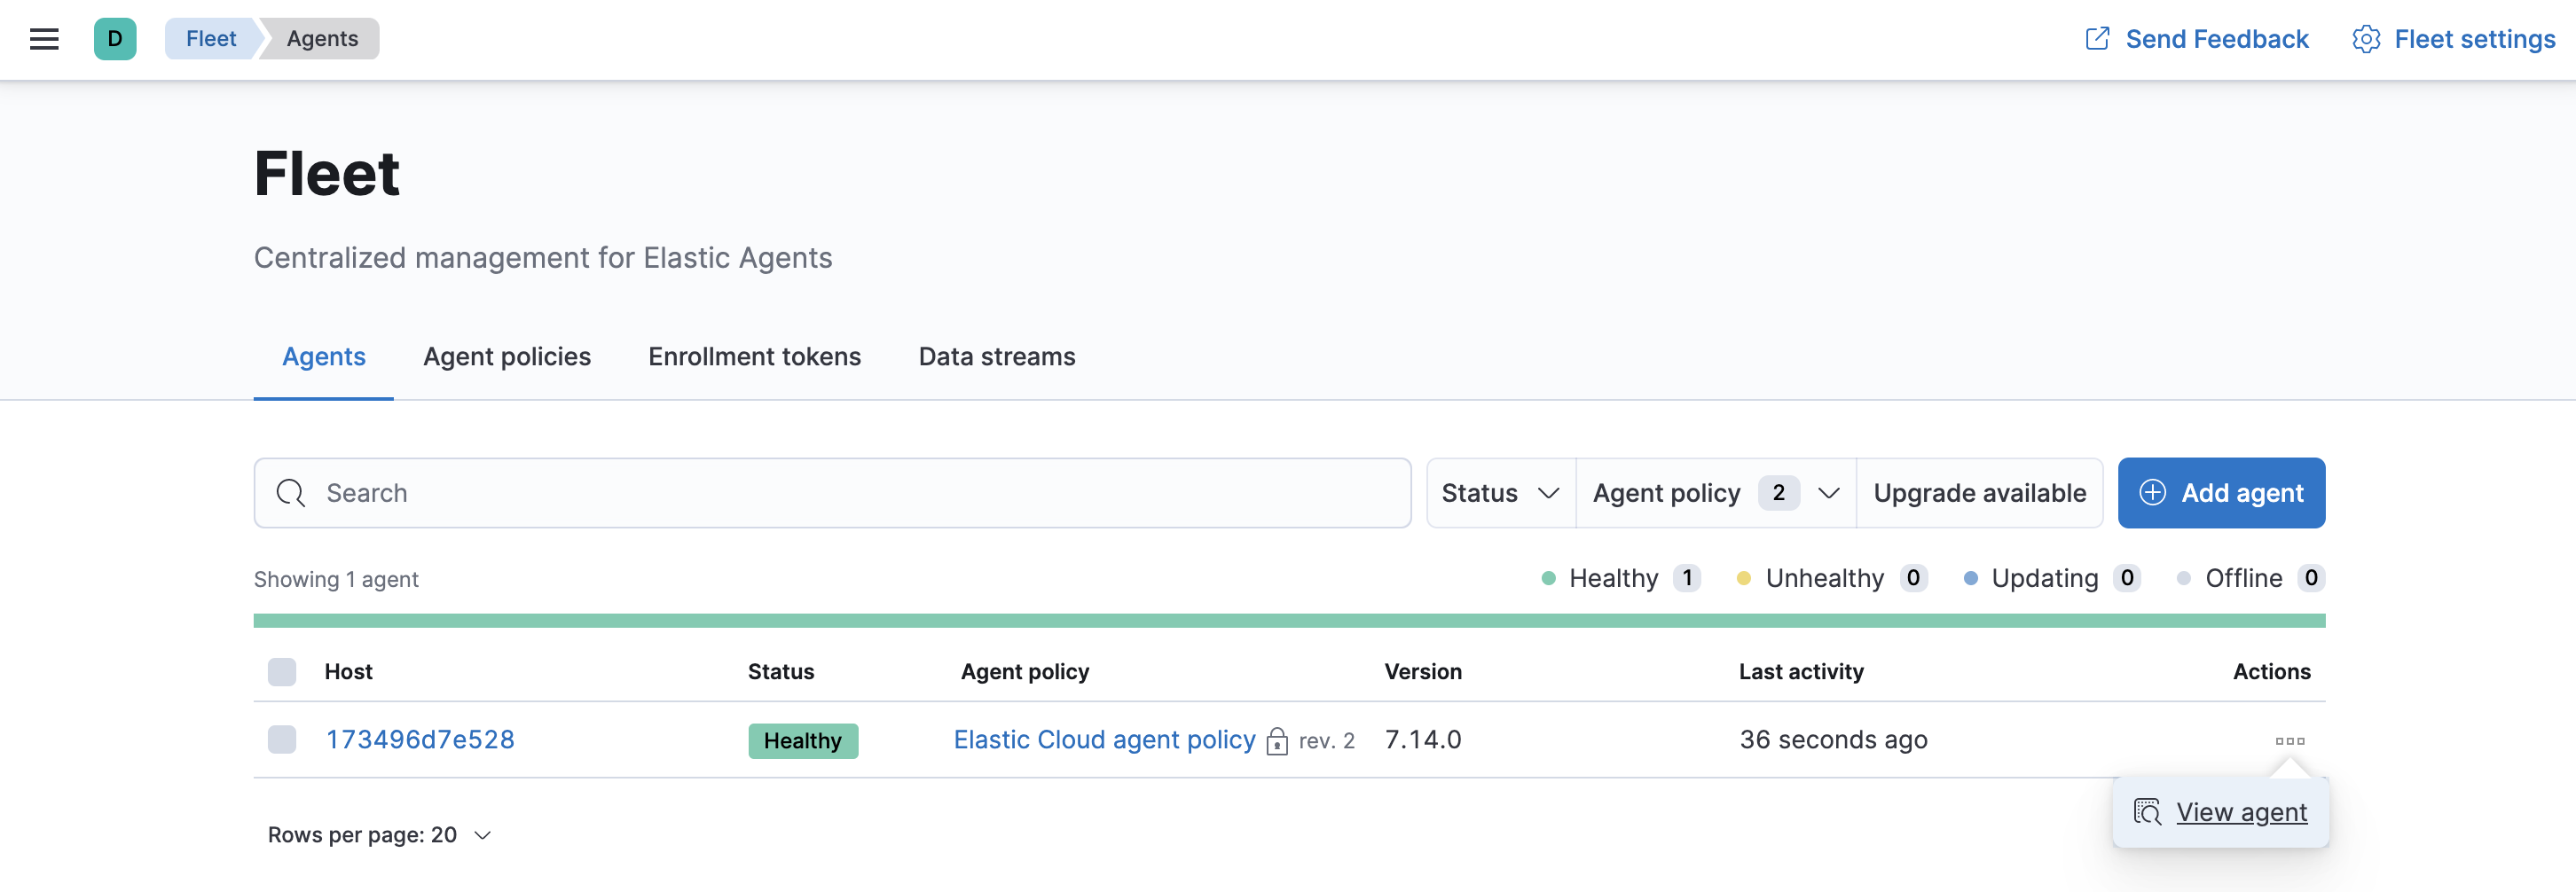 D Fleet Agents Send Feedback Fleet settings
Fleet
Centralized management for Elastic Agents
Agents Agent policies Enrollment tokens Data streams
Search Status Agent policy 2 Upgrade available Add agent
Showing 1 agent Healthy 1 Unhealthy 0 Updating 0 Offline 0
Host Status Agent policy Version Last activity Actions
173496d7e528 Healthy Elastic Cloud agent policy rev. 2 7.14.0 36 seconds ago
View agent
Rows per page: 20